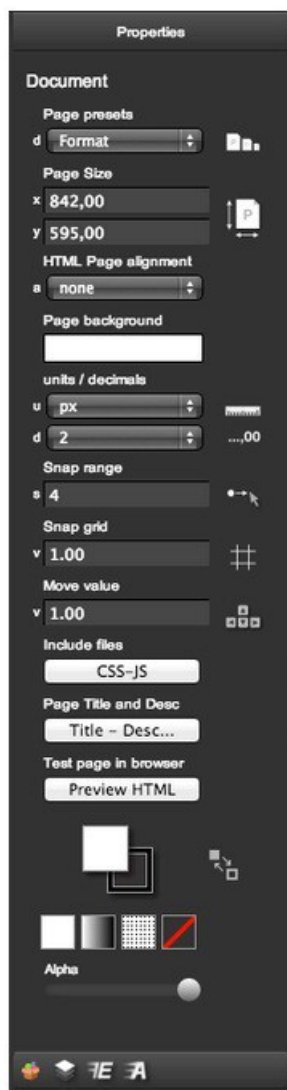 Properties
Document
Page presets
d Format
Page Size
x 842,00
P
y 595,00
HTML Page alignment
a none
Page background
units / decimals
u px
d 2 ...,00
Snap range
s 4
Snap grid
v 1.00
Move value
v 1.00
Include files
CSS-JS
Page Title and Desc
Title - Desc...
Test page in browser
Preview HTML
Alpha
E A